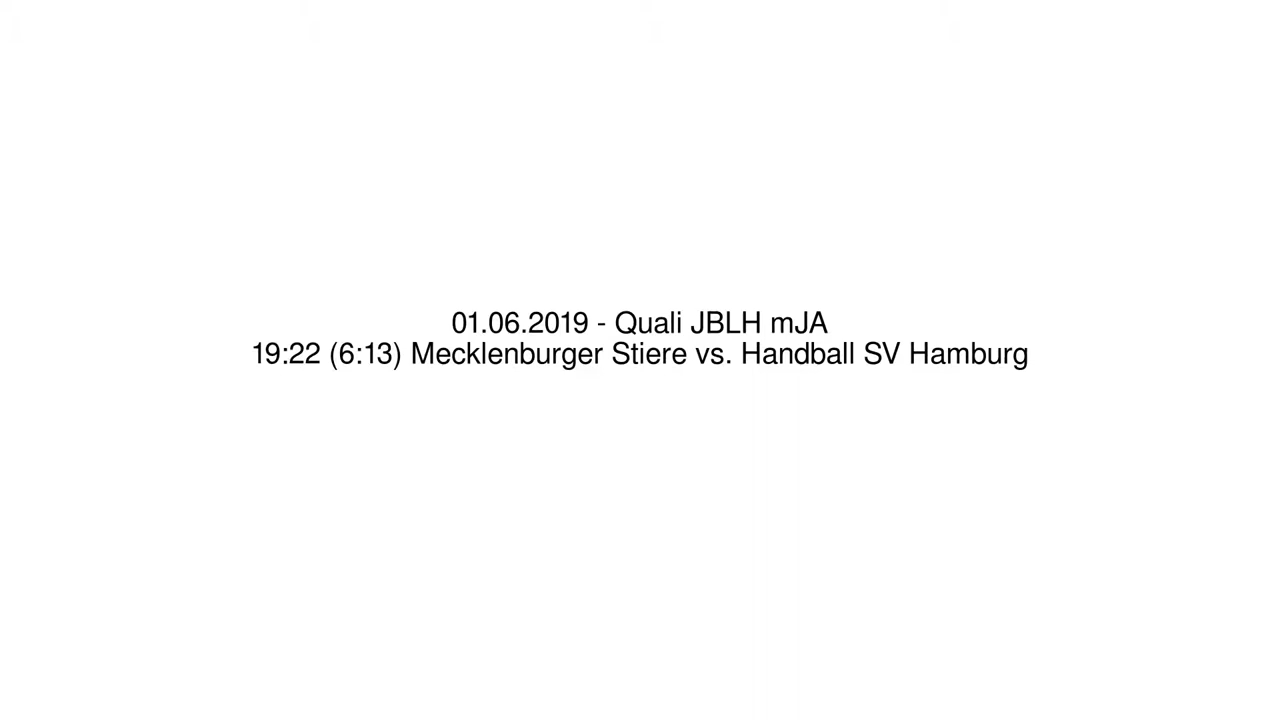 01.06.2019 - Quali JBLH mJA
19:22 (6:13) Mecklenburger Stiere vs. Handball SV Hamburg